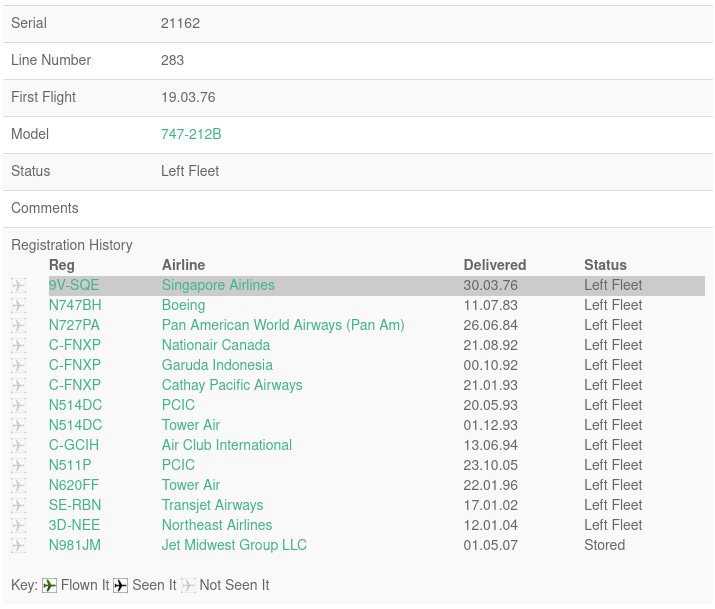 Serial 21162
Line Number 283
First Flight 19.03.76
Model 747-212B
Status Left Fleet
Comments
Registration History
Reg Airline Delivered Status
9V-SQE Singapore Airlines 30.03.76 Left Fleet
N747BH Boeing 11.07.83 Left Fleet
N727PA Pan American World Airways (Pan Am) 26.06.84 Left Fleet
C-FNXP Nationair Canada 21.08.92 Left Fleet
C-FNXP Garuda Indonesia 00.10.92 Left Fleet
C-FNXP Cathay Pacific Airways 21.01.93 Left Fleet
N514DC PCIC 20.05.93 Left Fleet
N514DC Tower Air 01.12.93 Left Fleet
C-GCIH Air Club International 13.06.94 Left Fleet
N511P PCIC 23.10.05 Left Fleet
N620FF Tower Air 22.01.96 Left Fleet
SE-RBN Transjet Airways 17.01.02 Left Fleet
3D-NEE Northeast Airlines 12.01.04 Left Fleet
N981JM Jet Midwest Group LLC 01.05.07 Stored
Key: Flown It Seen It Not Seen It